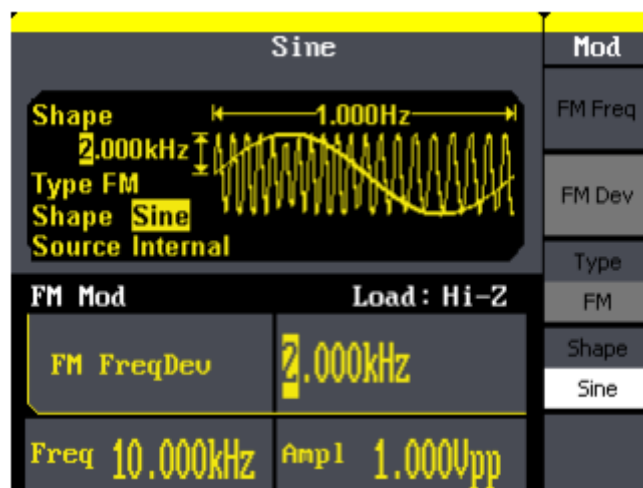 Sine
Shape
1.000Hz
2.000kHz
Type FM
Shape Sine
Source Internal
FM Mod Load: Hi-Z
FM FreqDev 2.000kHz
Freq 10.000kHz Ampl 1.000Vpp
Mod
FM Freq
FM Dev
Type
FM
Shape
Sine